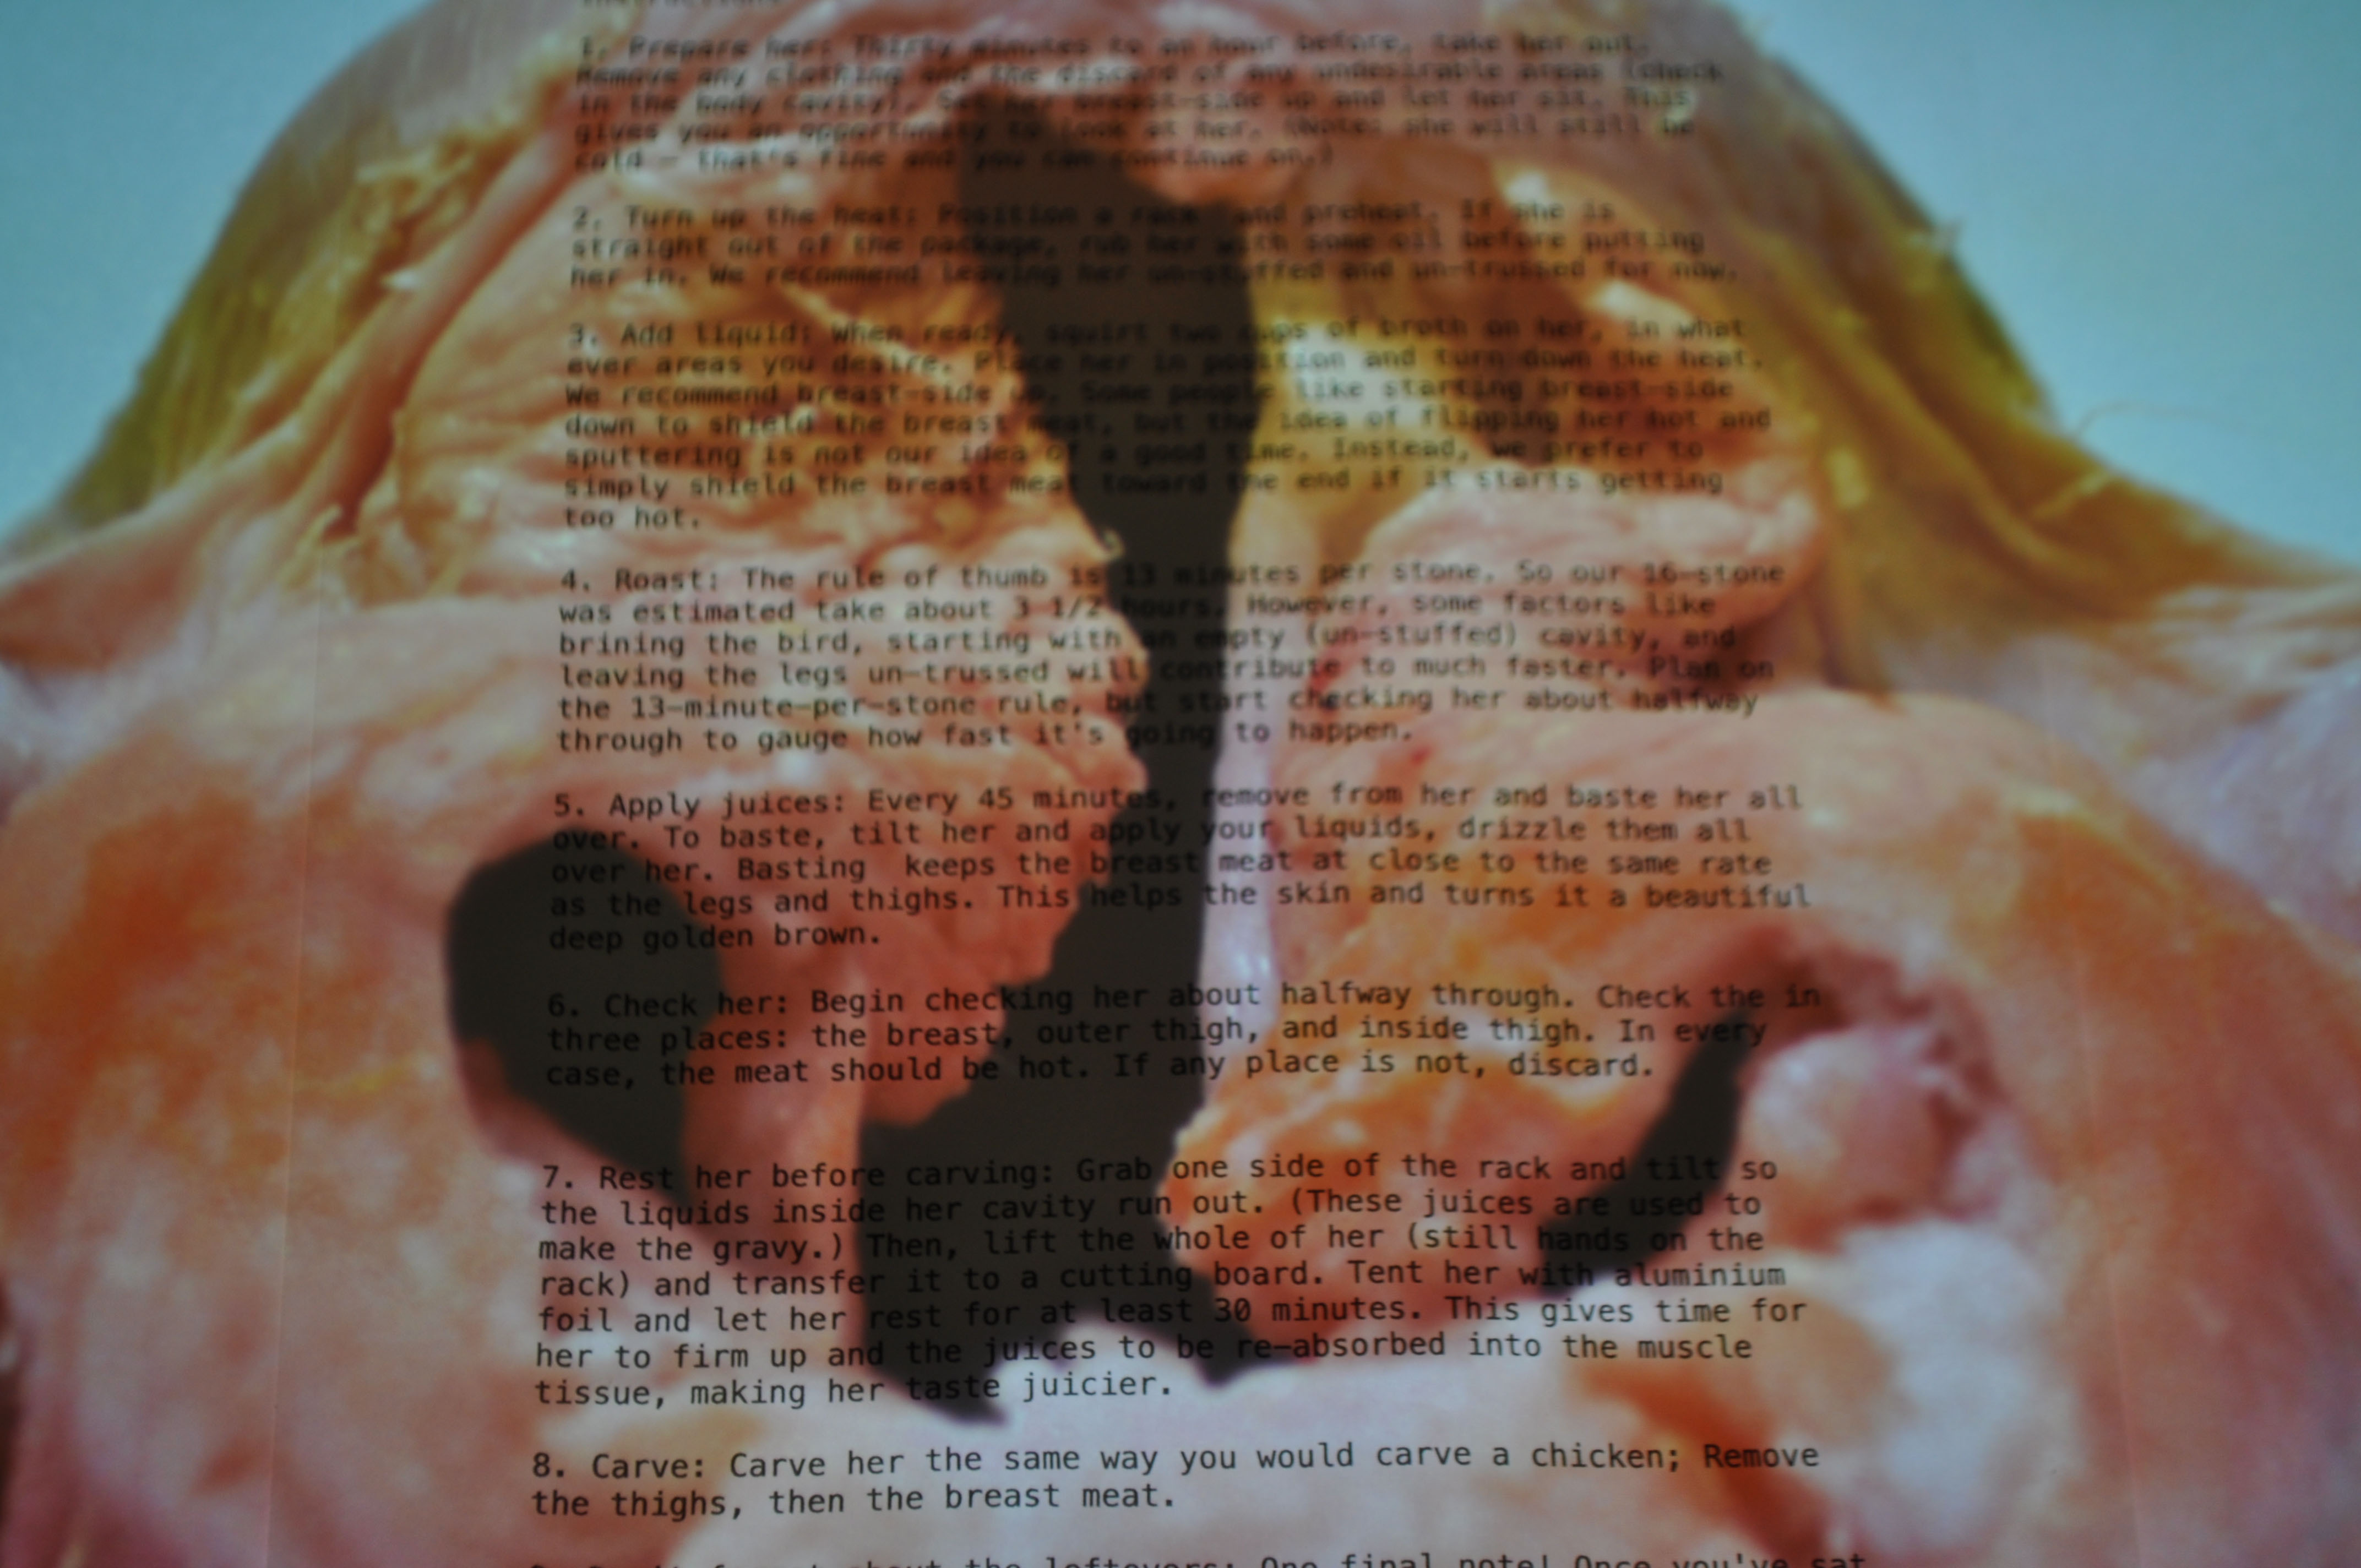 1. Prepare her: Thirty minutes to an hour before, take her out.
Remove any clothing and the discard of any undesirable areas (check
in the body cavity). Set her breast-side up and let her sit. This
gives you an opportunity to look at her. (Note: she will still be
cold - that's fine and you can continue on.)
2. Turn up the heat: Position a rack and preheat. If she is
straight out of the package, rub her with some oil before putting
her in. We recommend leaving her un-stuffed and un-trussed for now.
3. Add liquid: When ready, squirt two cups of broth on her, in what
ever areas you desire. Place her in position and turn down the heat.
We recommend breast-side up. Some people like starting breast-side
down to shield the breast meat, but the idea of flipping her hot and
sputtering is not our idea of a good time. Instead, we prefer to
simply shield the breast meat toward the end if it starts getting
too hot.
4. Roast: The rule of thumb is 13 minutes per stone. So our 16-stone
was estimated take about 3 1/2 hours. However, some factors like
brining the bird, starting with an empty (un-stuffed) cavity, and
leaving the legs un-trussed will contribute to much faster. Plan on
the 13-minute-per-stone rule, but start checking her about halfway
through to gauge how fast it's going to happen.
5. Apply juices: Every 45 minutes, remove from her and baste her all
over. To baste, tilt her and apply your liquids, drizzle them all
over her. Basting  keeps the breast meat at close to the same rate
as the legs and thighs. This helps the skin and turns it a beautiful
deep golden brown.
6. Check her: Begin checking her about halfway through. Check the in
three places: the breast, outer thigh, and inside thigh. In every
case, the meat should be hot. If any place is not, discard.
7. Rest her before carving: Grab one side of the rack and tilt so
the liquids inside her cavity run out. (These juices are used to
make the gravy.) Then, lift the whole of her (still hands on the
rack) and transfer it to a cutting board. Tent her with aluminium
foil and let her rest for at least 30 minutes. This gives time for
her to firm up and the juices to be re-absorbed into the muscle
tissue, making her taste juicier.
8. Carve: Carve her the same way you would carve a chicken; Remove
the thighs, then the breast meat.
about the leftovers: One final note! Once you've sat